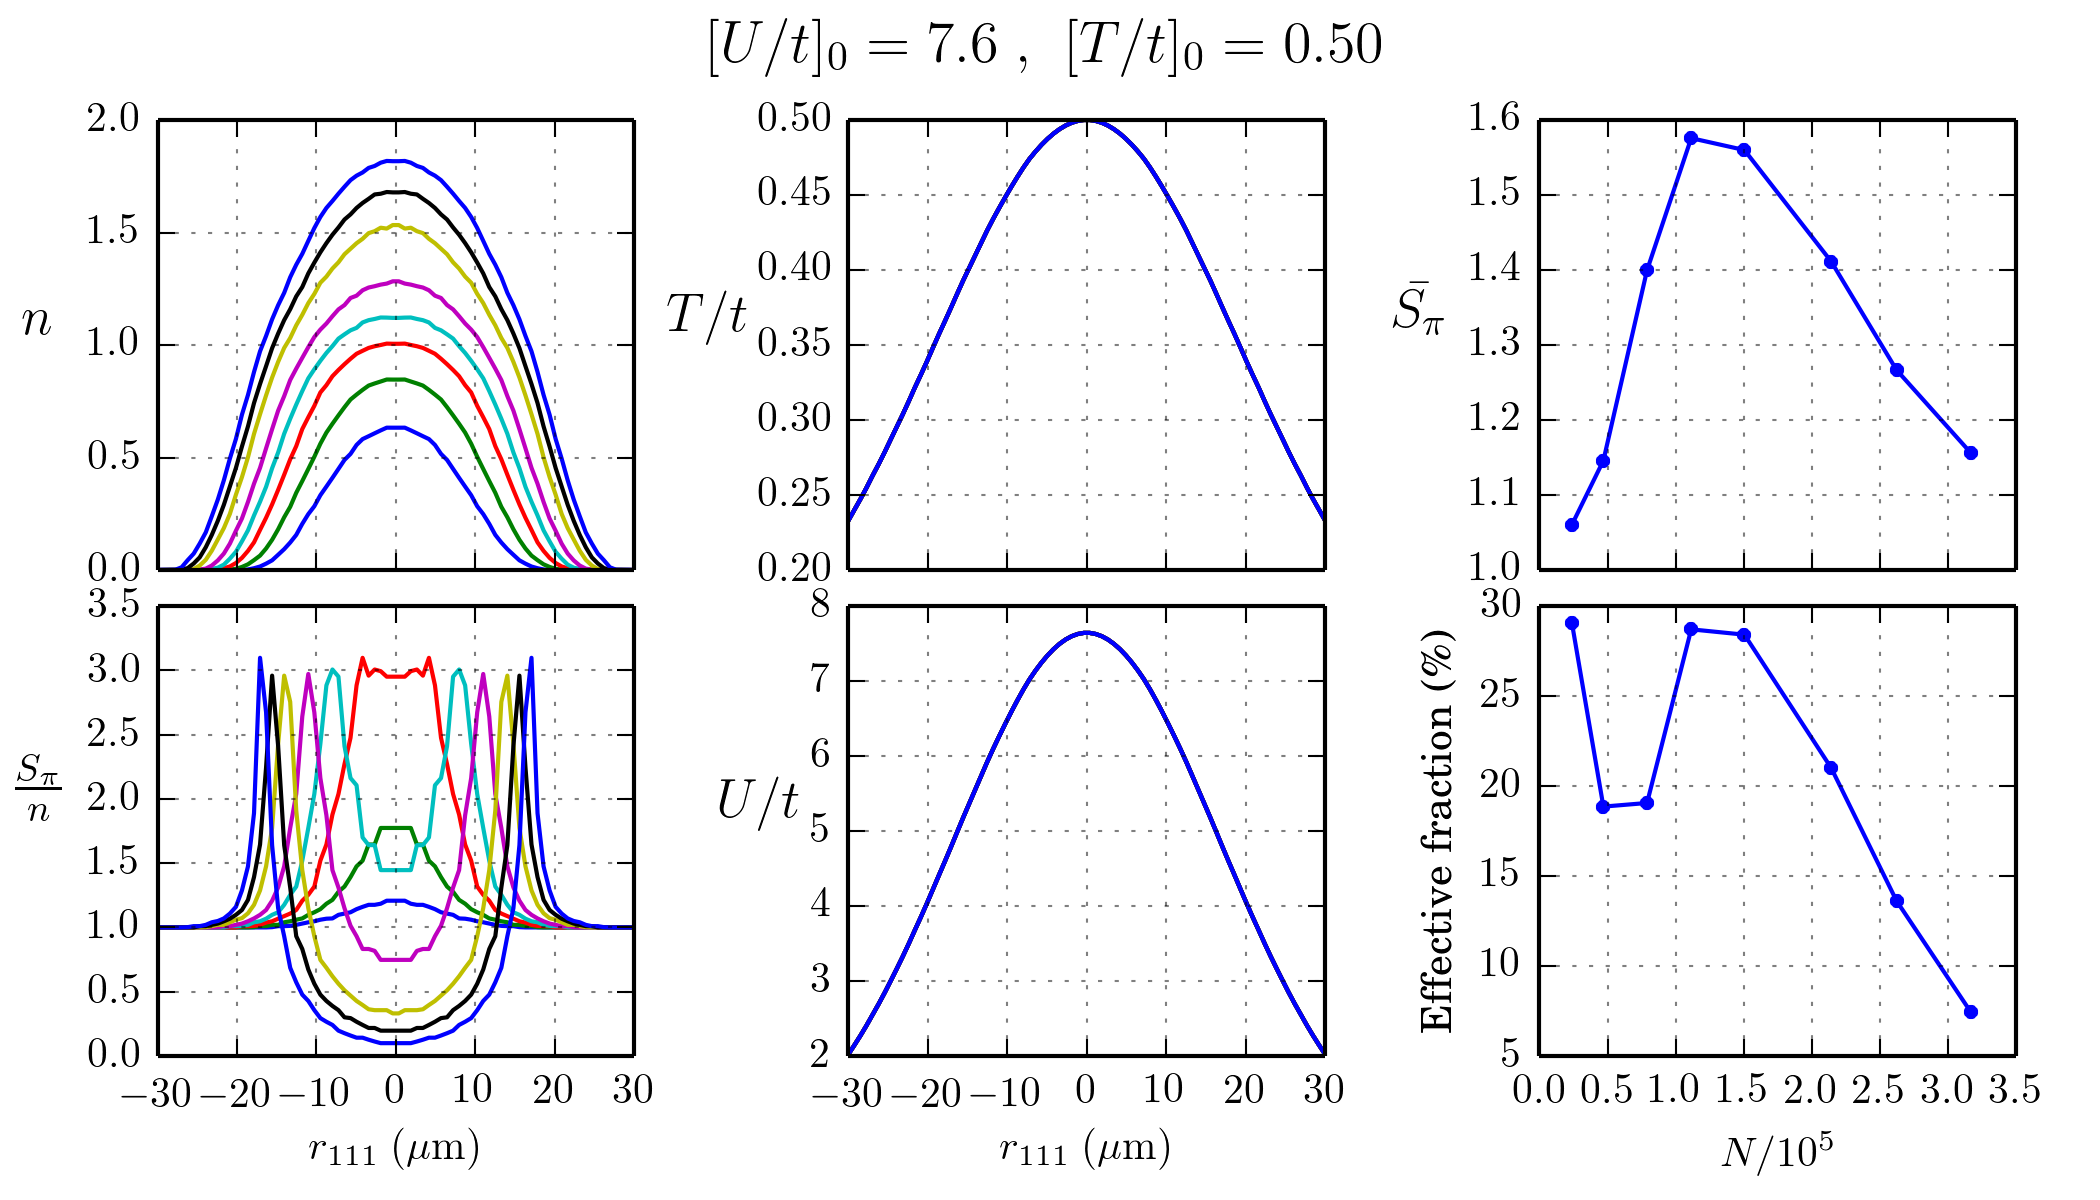 [U/t]₀ = 7.6 , [T/t]₀ = 0.50
n
2.0
1.5
1.0
0.5
0.0
T/t
0.50
0.45
0.40
0.35
0.30
0.25
0.20
S̄π
1.6
1.5
1.4
1.3
1.2
1.1
1.0
Sπ
n
3.5
3.0
2.5
2.0
1.5
1.0
0.5
0.0
−30 −20 −10 0 10 20 30
r₁₁₁ (μm)
U/t
8
7
6
5
4
3
2
−30 −20 −10 0 10 20 30
r₁₁₁ (μm)
Effective fraction (%)
30
25
20
15
10
5
0.0 0.5 1.0 1.5 2.0 2.5 3.0 3.5
N/10⁵